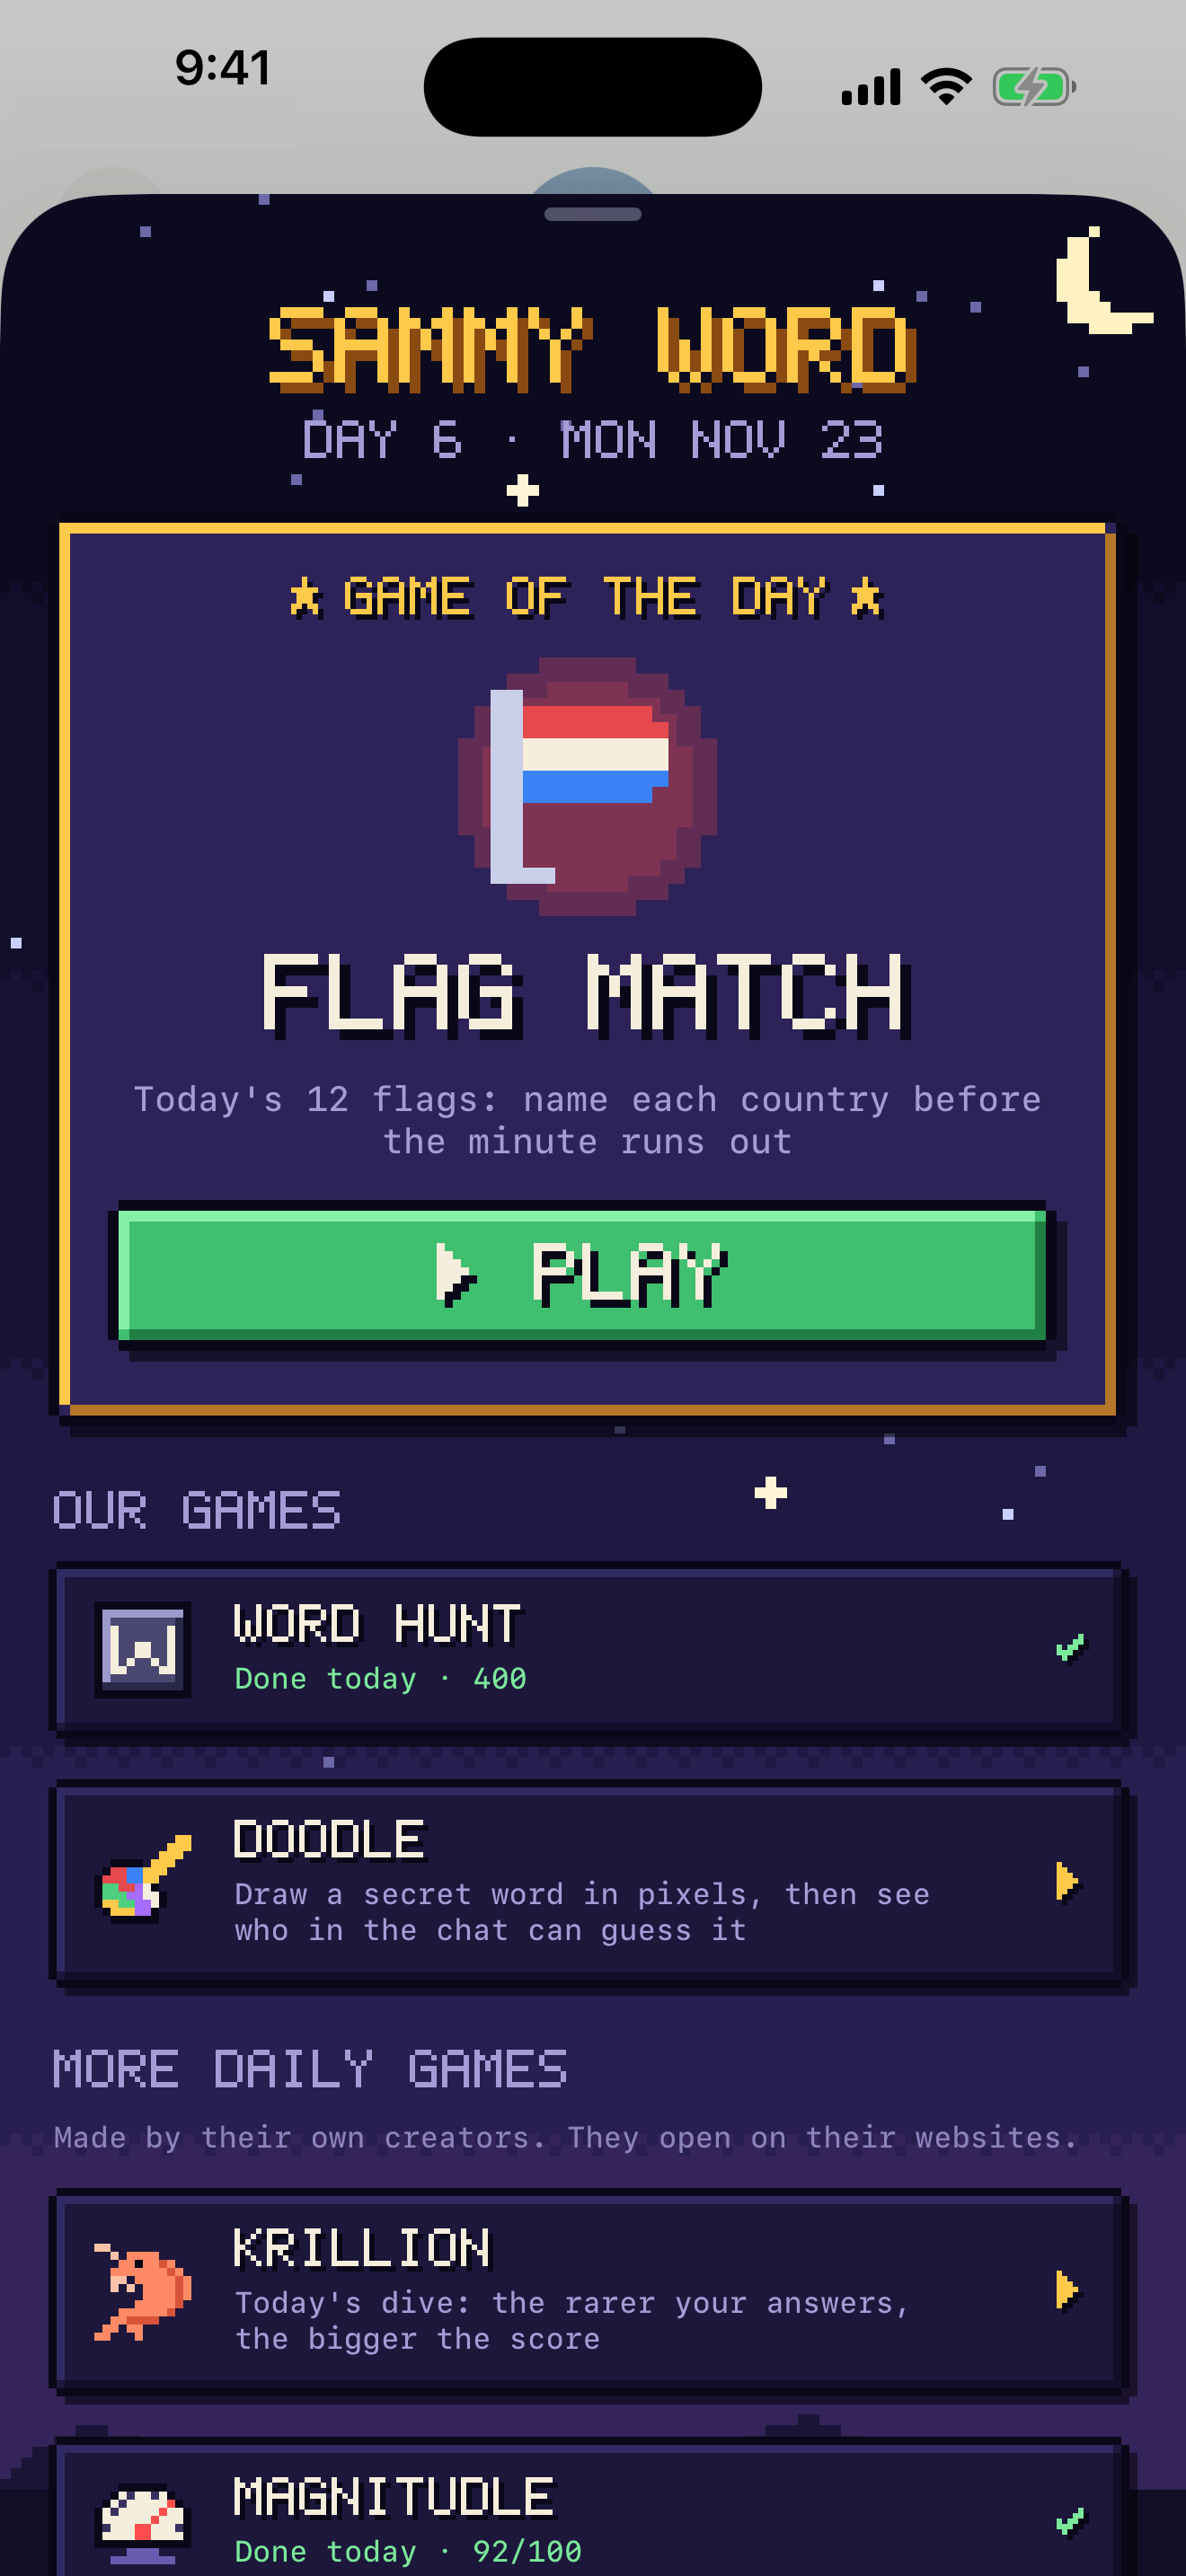 9:41
SAMMY WORD
DAY 6 · MON NOV 23
★ GAME OF THE DAY ★
FLAG MATCH
Today's 12 flags: name each country before
the minute runs out
PLAY
OUR GAMES
W
WORD HUNT
Done today · 400
DOODLE
Draw a secret word in pixels, then see
who in the chat can guess it
MORE DAILY GAMES
Made by their own creators. They open on their websites.
KRILLION
Today's dive: the rarer your answers,
the bigger the score
MAGNITUDLE
Done today · 92/100